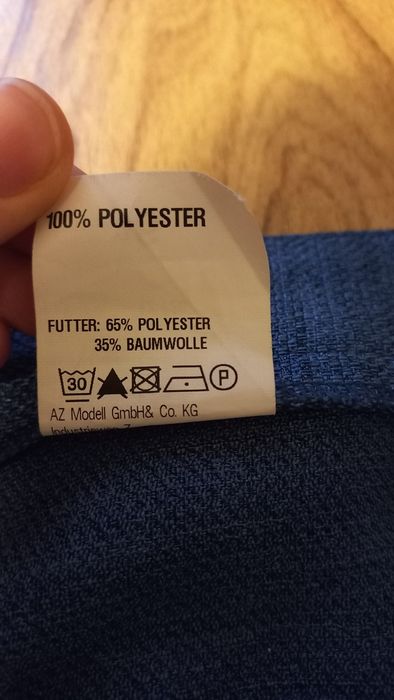 100% POLYESTER
FUTTER: 65% POLYESTER
35% BAUMWOLLE
30 P
AZ Modell GmbH& Co. KG